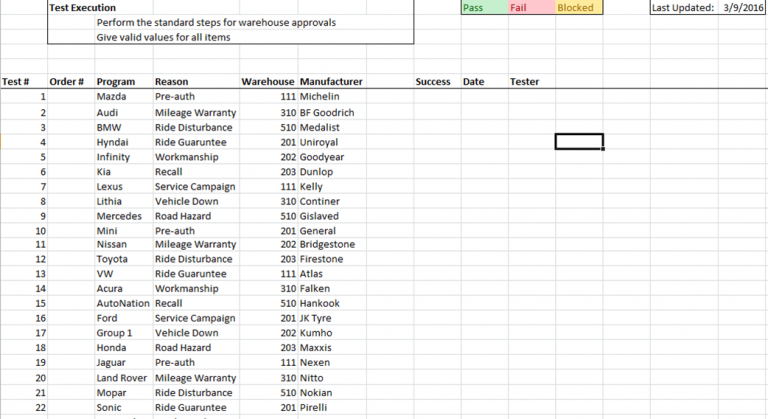 Test Execution Pass Fail Blocked Last Updated: 3/9/2016
Perform the standard steps for warehouse approvals
Give valid values for all items
Test # Order # Program Reason Warehouse Manufacturer Success Date Tester
1 Mazda Pre-auth 111 Michelin
2 Audi Mileage Warranty 310 BF Goodrich
3 BMW Ride Disturbance 510 Medalist
4 Hyndai Ride Guaruntee 201 Uniroyal
5 Infinity Workmanship 202 Goodyear
6 Kia Recall 203 Dunlop
7 Lexus Service Campaign 111 Kelly
8 Lithia Vehicle Down 310 Continer
9 Mercedes Road Hazard 510 Gislaved
10 Mini Pre-auth 201 General
11 Nissan Mileage Warranty 202 Bridgestone
12 Toyota Ride Disturbance 203 Firestone
13 VW Ride Guaruntee 111 Atlas
14 Acura Workmanship 310 Falken
15 AutoNation Recall 510 Hankook
16 Ford Service Campaign 201 JK Tyre
17 Group 1 Vehicle Down 202 Kumho
18 Honda Road Hazard 203 Maxxis
19 Jaguar Pre-auth 111 Nexen
20 Land Rover Mileage Warranty 310 Nitto
21 Mopar Ride Disturbance 510 Nokian
22 Sonic Ride Guaruntee 201 Pirelli